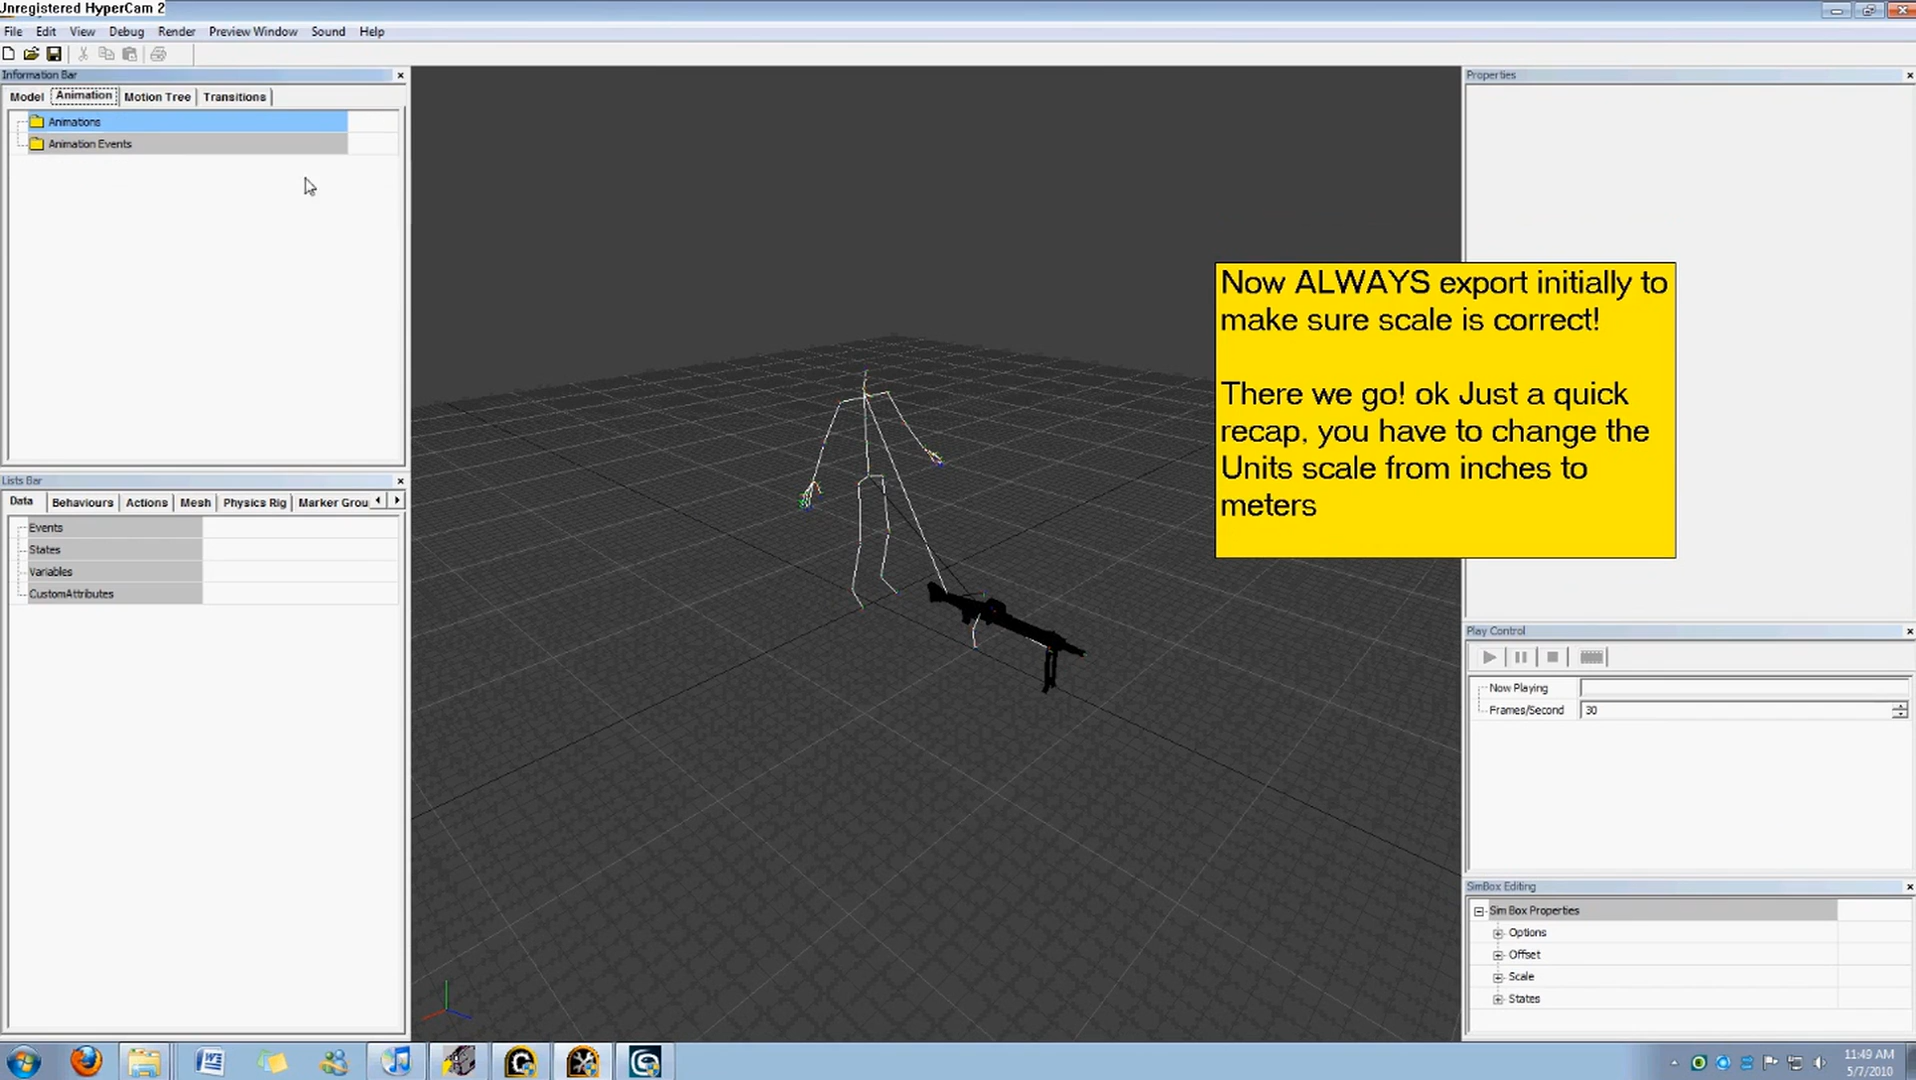 Unregistered HyperCam 2
File Edit View Debug Render Preview Window Sound Help
Information Bar
Model Animation Motion Tree Transitions
Animations
Animation Events
Lists Bar
Data Behaviours Actions Mesh Physics Rig Marker Grou
Events
States
Variables
CustomAttributes
Now ALWAYS export initially to
make sure scale is correct!
There we go! ok Just a quick
recap, you have to change the
Units scale from inches to
meters
Properties
Play Control
Now Playing
Frames/Second 30
SimBox Editing
Sim Box Properties
Options
Offset
Scale
States
11:49 AM
5/7/2010